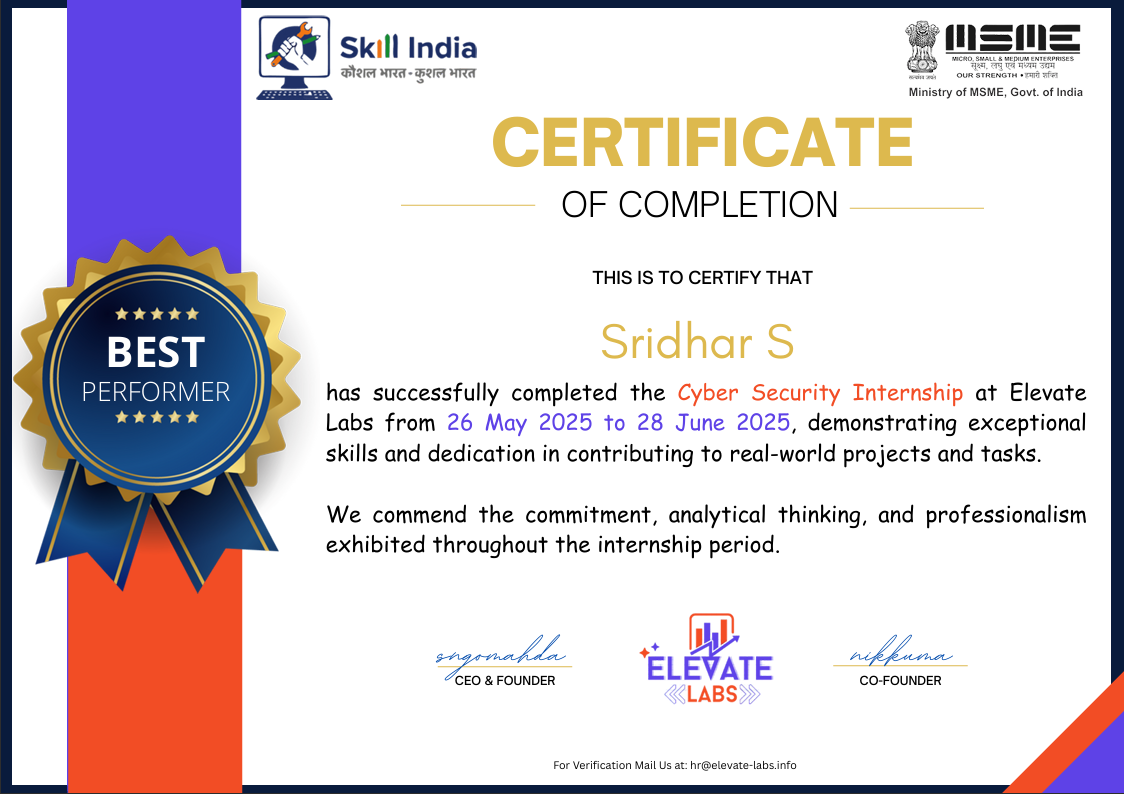 Skill India
कौशल भारत - कुशल भारत
MSME
MICRO, SMALL & MEDIUM ENTERPRISES
सूक्ष्म, लघु एवं मध्यम उद्यम
OUR STRENGTH • हमारी शक्ति
सत्यमेव जयते
Ministry of MSME, Govt. of India
CERTIFICATE
OF COMPLETION
THIS IS TO CERTIFY THAT
Sridhar S
BEST
PERFORMER
has successfully completed the Cyber Security Internship at Elevate
Labs from 26 May 2025 to 28 June 2025, demonstrating exceptional
skills and dedication in contributing to real-world projects and tasks.
We commend the commitment, analytical thinking, and professionalism
exhibited throughout the internship period.
sngomahda
CEO & FOUNDER
ELEVATE
LABS
nikkuma
CO-FOUNDER
For Verification Mail Us at: hr@elevate-labs.info